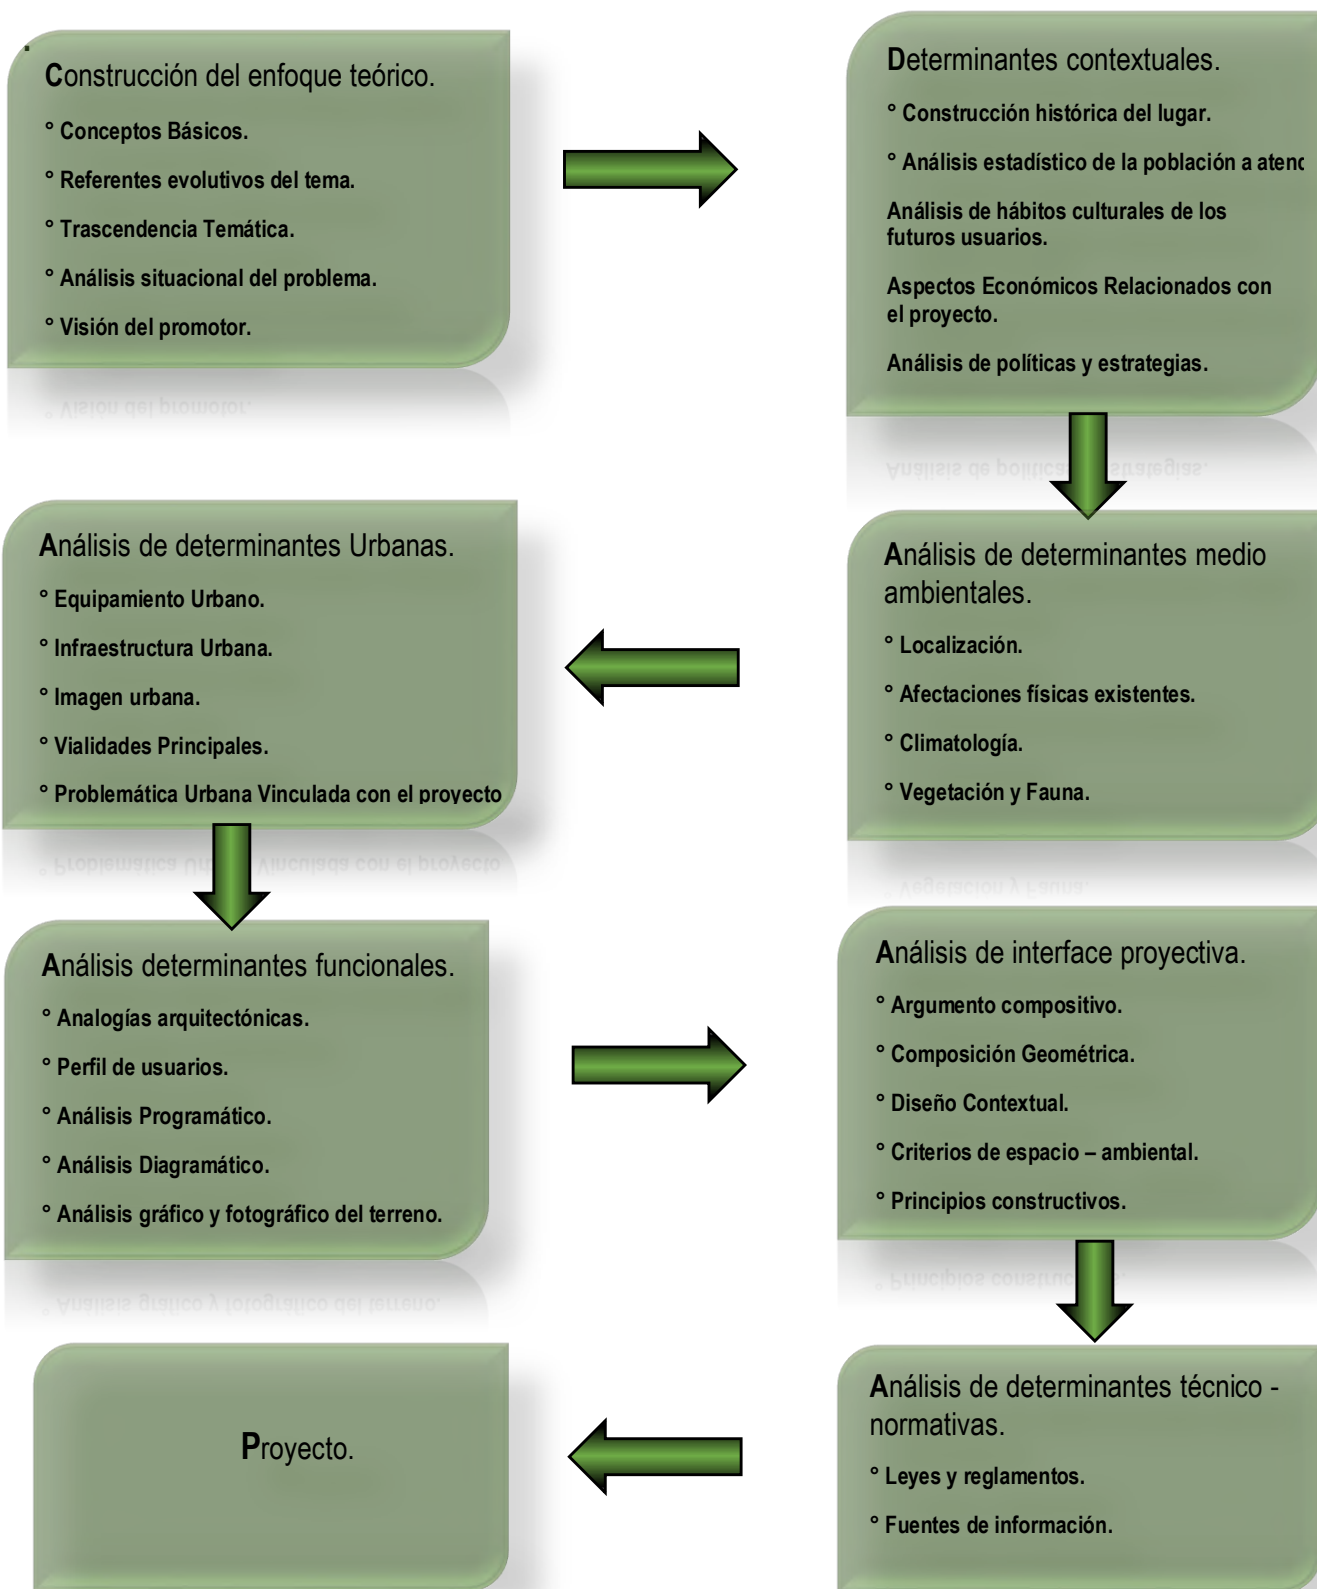 .
Construcción del enfoque teórico.
° Conceptos Básicos.
° Referentes evolutivos del tema.
° Trascendencia Temática.
° Análisis situacional del problema.
° Visión del promotor.
Determinantes contextuales.
° Construcción histórica del lugar.
° Análisis estadístico de la población a atenc
Análisis de hábitos culturales de los
futuros usuarios.
Aspectos Económicos Relacionados con
el proyecto.
Análisis de políticas y estrategias.
Análisis de determinantes medio
ambientales.
° Localización.
° Afectaciones físicas existentes.
° Climatología.
° Vegetación y Fauna.
Análisis de determinantes Urbanas.
° Equipamiento Urbano.
° Infraestructura Urbana.
° Imagen urbana.
° Vialidades Principales.
° Problemática Urbana Vinculada con el proyecto
Análisis determinantes funcionales.
° Analogías arquitectónicas.
° Perfil de usuarios.
° Análisis Programático.
° Análisis Diagramático.
° Análisis gráfico y fotográfico del terreno.
Análisis de interface proyectiva.
° Argumento compositivo.
° Composición Geométrica.
° Diseño Contextual.
° Criterios de espacio – ambiental.
° Principios constructivos.
Análisis de determinantes técnico -
normativas.
° Leyes y reglamentos.
° Fuentes de información.
Proyecto.